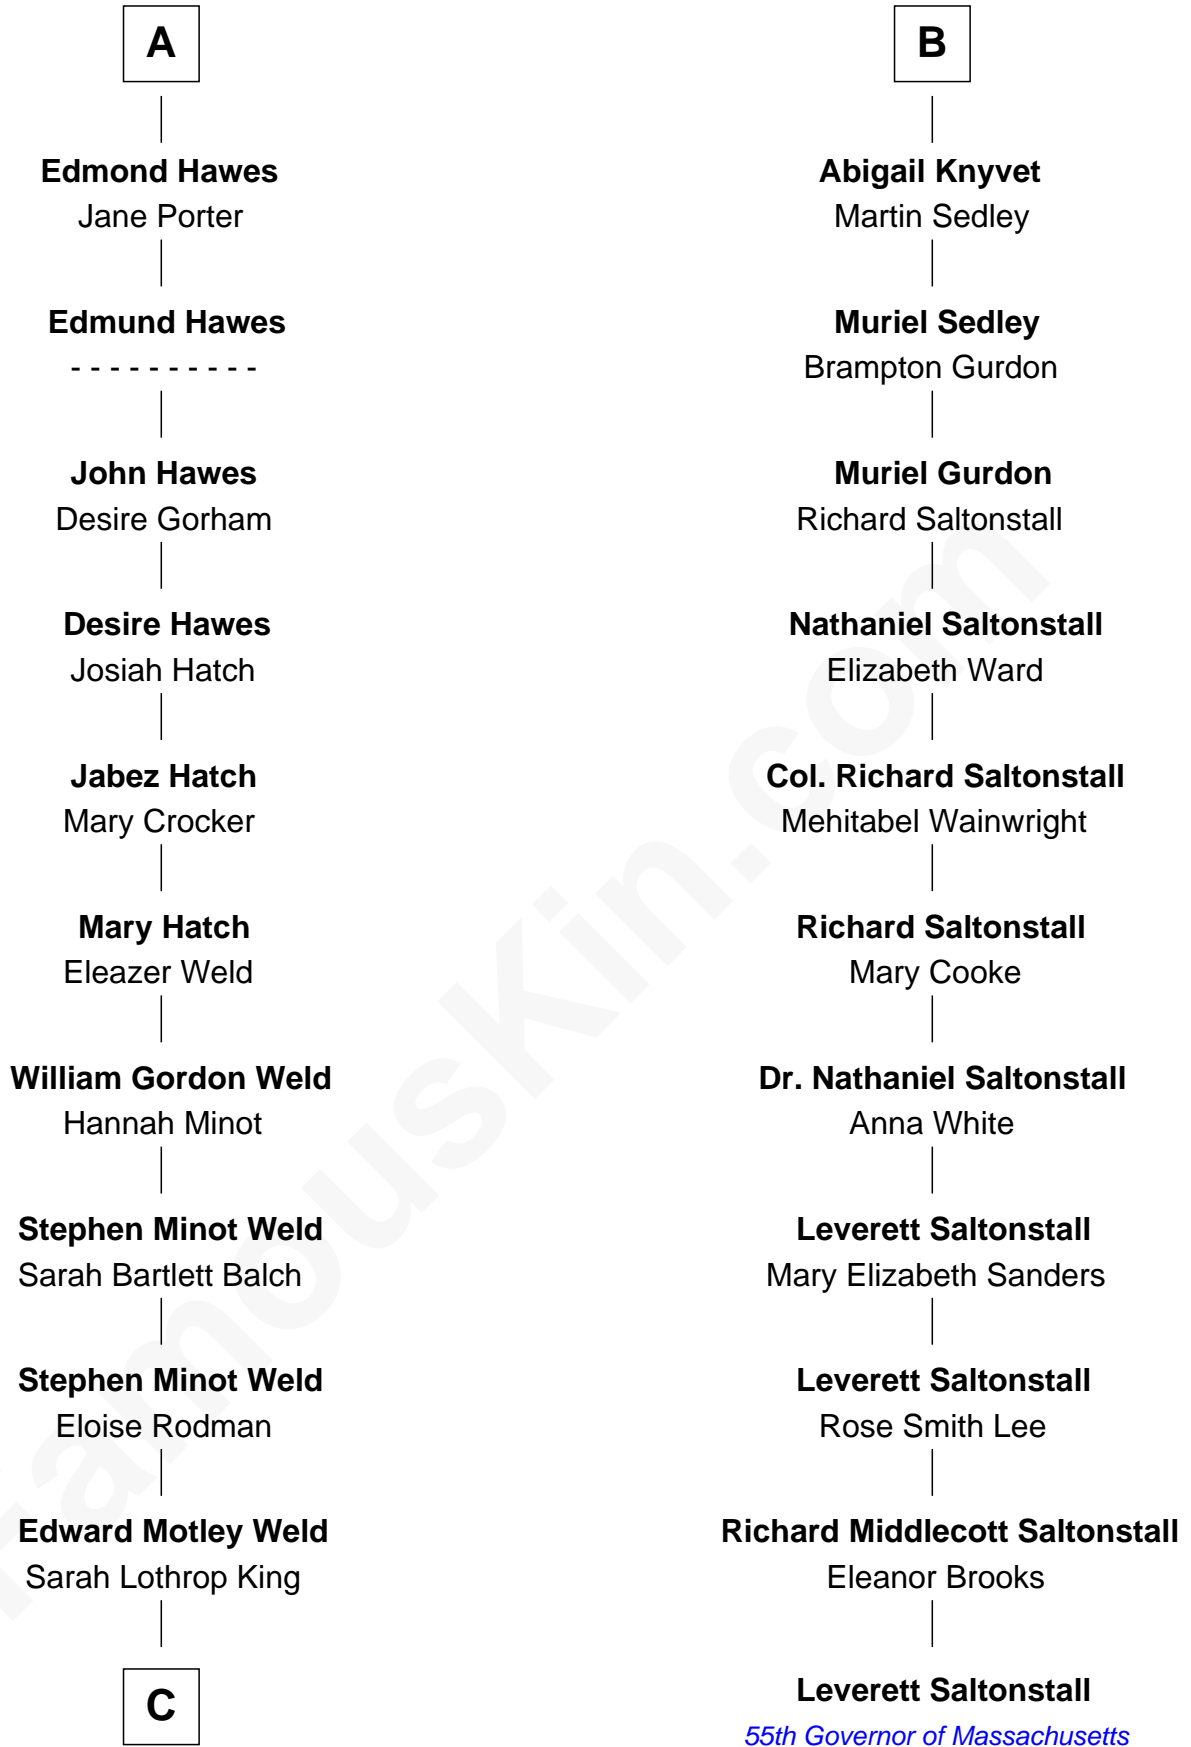 A
Edmond Hawes
Jane Porter
Edmund Hawes
- - - - - - - - - -
John Hawes
Desire Gorham
Desire Hawes
Josiah Hatch
Jabez Hatch
Mary Crocker
Mary Hatch
Eleazer Weld
William Gordon Weld
Hannah Minot
Stephen Minot Weld
Sarah Bartlett Balch
Stephen Minot Weld
Eloise Rodman
Edward Motley Weld
Sarah Lothrop King
C
B
Abigail Knyvet
Martin Sedley
Muriel Sedley
Brampton Gurdon
Muriel Gurdon
Richard Saltonstall
Nathaniel Saltonstall
Elizabeth Ward
Col. Richard Saltonstall
Mehitabel Wainwright
Richard Saltonstall
Mary Cooke
Dr. Nathaniel Saltonstall
Anna White
Leverett Saltonstall
Mary Elizabeth Sanders
Leverett Saltonstall
Rose Smith Lee
Richard Middlecott Saltonstall
Eleanor Brooks
Leverett Saltonstall
55th Governor of Massachusetts
FamousKin.com